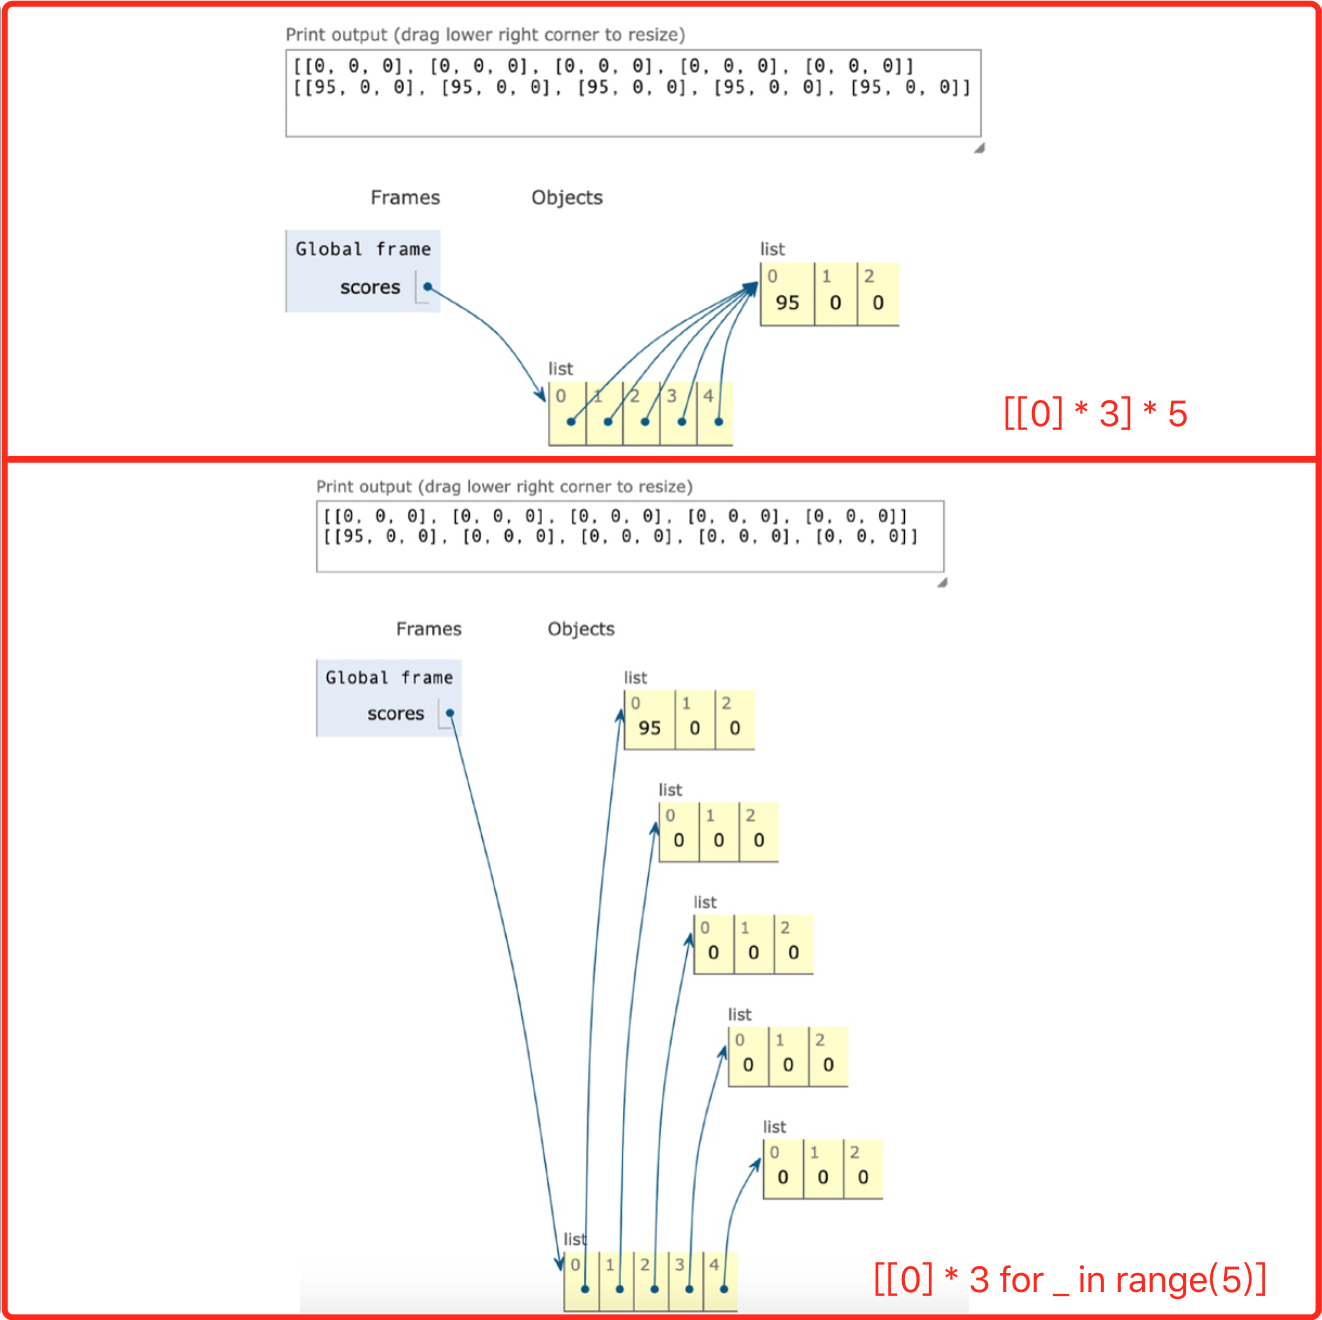 Print output (drag lower right corner to resize)
[[0, 0, 0], [0, 0, 0], [0, 0, 0], [0, 0, 0], [0, 0, 0]]
[[95, 0, 0], [95, 0, 0], [95, 0, 0], [95, 0, 0], [95, 0, 0]]
Frames Objects
Global frame
scores
list
0 1 2
95 0 0
list
0 1 2 3 4
[[0] * 3] * 5
Print output (drag lower right corner to resize)
[[0, 0, 0], [0, 0, 0], [0, 0, 0], [0, 0, 0], [0, 0, 0]]
[[95, 0, 0], [0, 0, 0], [0, 0, 0], [0, 0, 0], [0, 0, 0]]
Frames Objects
Global frame
scores
list
0 1 2
95 0 0
list
0 1 2
0 0 0
list
0 1 2
0 0 0
list
0 1 2
0 0 0
list
0 1 2
0 0 0
list
0 1 2 3 4
[[0] * 3 for _ in range(5)]